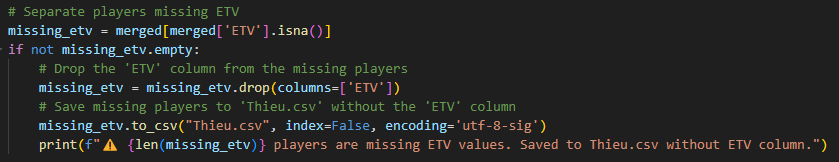 # Separate players missing ETV
missing_etv = merged[merged['ETV'].isna()]
if not missing_etv.empty:
    # Drop the 'ETV' column from the missing players
    missing_etv = missing_etv.drop(columns=['ETV'])
    # Save missing players to 'Thieu.csv' without the 'ETV' column
    missing_etv.to_csv("Thieu.csv", index=False, encoding='utf-8-sig')
    print(f"⚠️ {len(missing_etv)} players are missing ETV values. Saved to Thieu.csv without ETV column.")